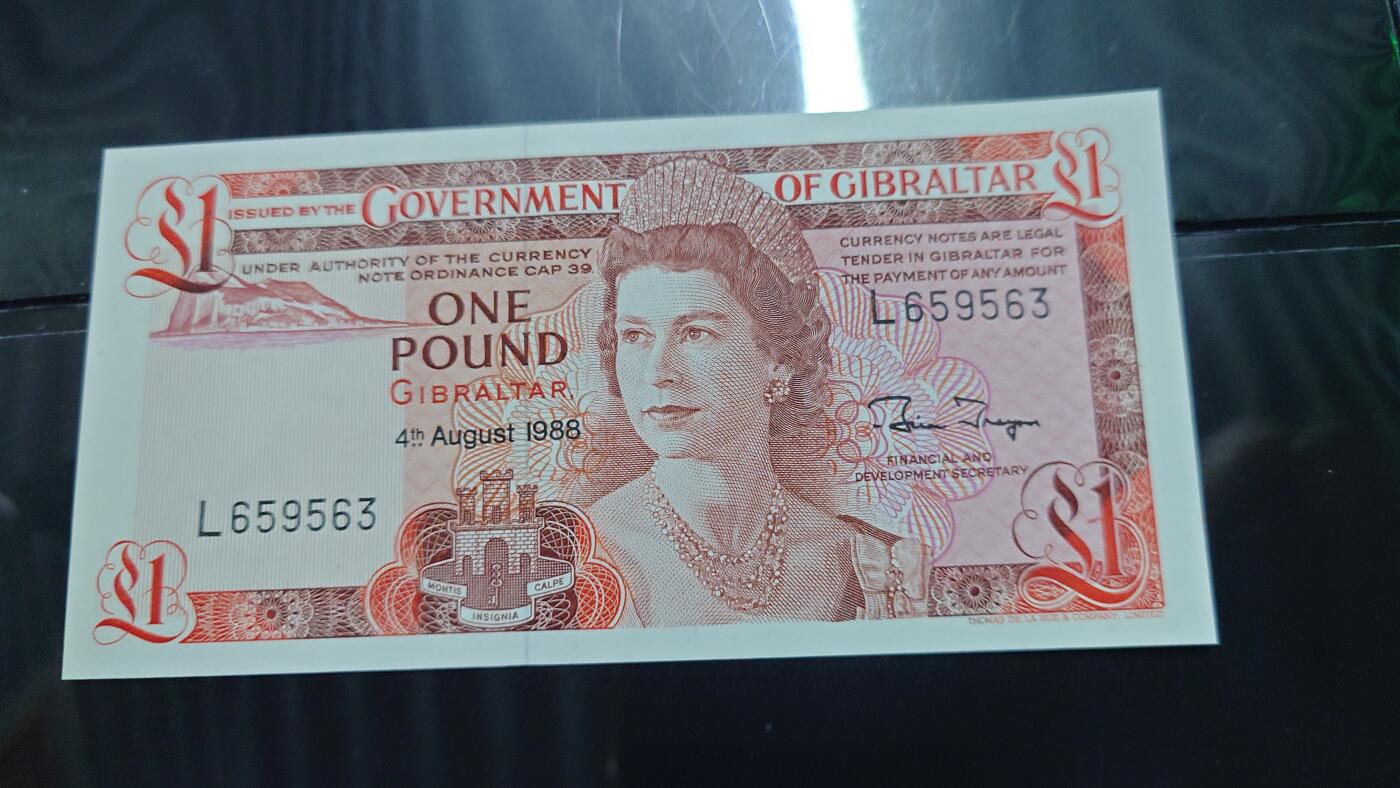 £1
ISSUED BY THE GOVERNMENT OF GIBRALTAR
£1
UNDER AUTHORITY OF THE CURRENCY
NOTE ORDINANCE CAP 39.
CURRENCY NOTES ARE LEGAL
TENDER IN GIBRALTAR FOR
THE PAYMENT OF ANY AMOUNT
L659563
ONE
POUND
GIBRALTAR,
4th August 1988
FINANCIAL AND
DEVELOPMENT SECRETARY
L659563
£1
MONTIS
INSIGNIA
CALPE
£1
THOMAS DE LA RUE & COMPANY LIMITED